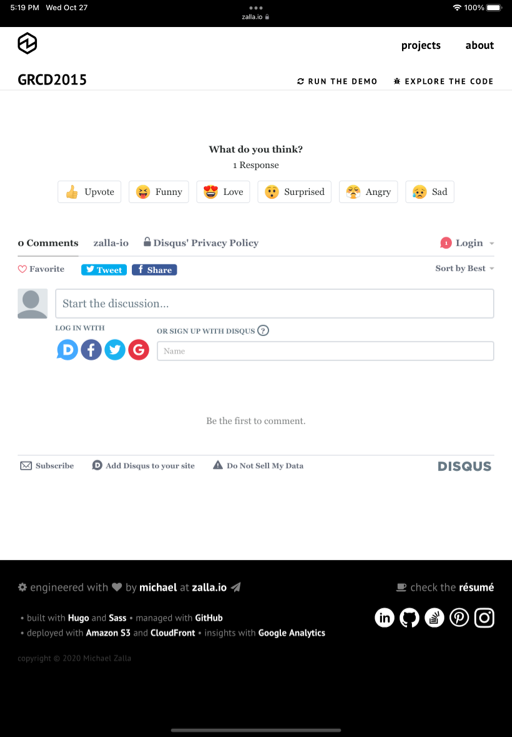 5:19 PM Wed Oct 27
100%
zalla.io
projects about
GRCD2015
RUN THE DEMO EXPLORE THE CODE
What do you think?
1 Response
Upvote Funny Love Surprised Angry Sad
0 Comments zalla-io Disqus' Privacy Policy 1 Login
Favorite Tweet f Share Sort by Best
Start the discussion...
LOG IN WITH
OR SIGN UP WITH DISQUS ?
D f G
Name
Be the first to comment.
Subscribe D Add Disqus to your site Do Not Sell My Data DISQUS
engineered with by michael at zalla.io check the résumé
• built with Hugo and Sass • managed with GitHub
• deployed with Amazon S3 and CloudFront • insights with Google Analytics
in
copyright © 2020 Michael Zalla